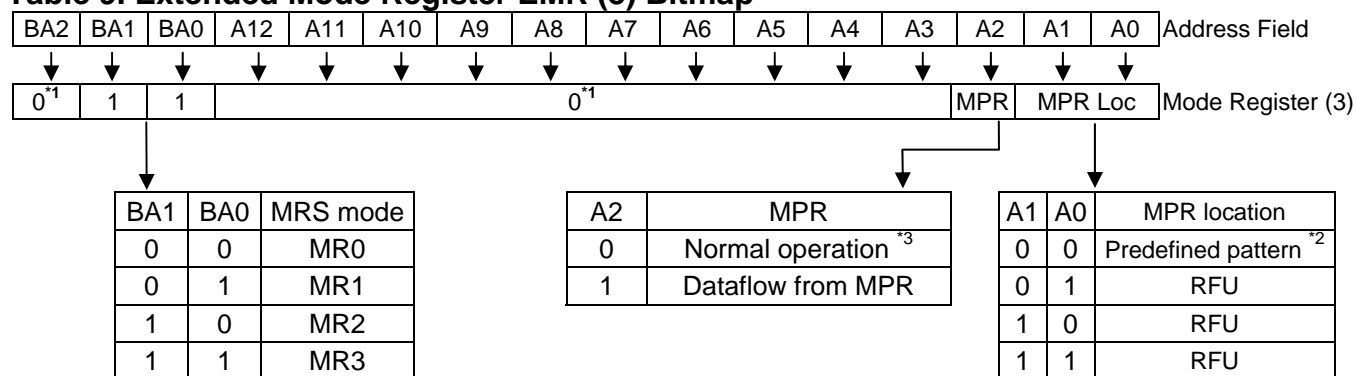 Table 9. Extended Mode Register EMR (3) Bitmap
BA2 BA1 BA0 A12 A11 A10 A9 A8 A7 A6 A5 A4 A3 A2 A1 A0 Address Field
0*1 1 1 0*1 MPR MPR Loc Mode Register (3)
BA1 BA0 MRS mode
0 0 MR0
0 1 MR1
1 0 MR2
1 1 MR3
A2 MPR
0 Normal operation *3
1 Dataflow from MPR
A1 A0 MPR location
0 0 Predefined pattern *2
0 1 RFU
1 0 RFU
1 1 RFU